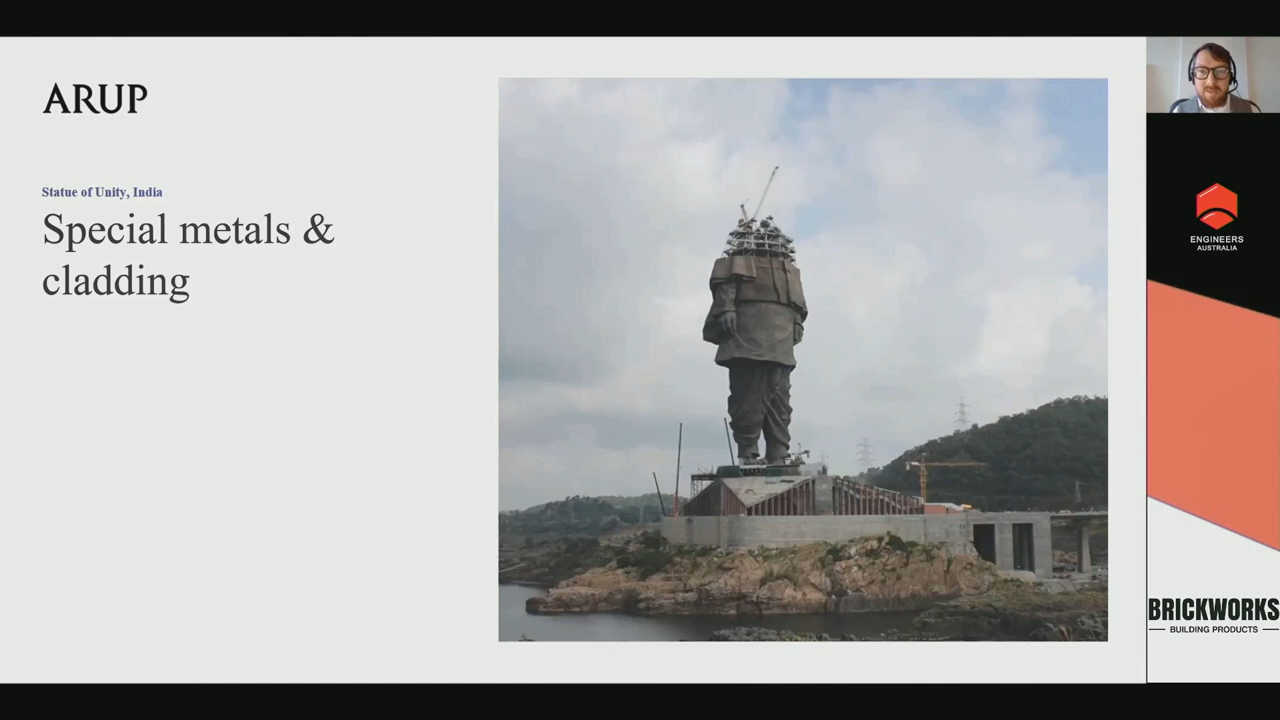 ARUP
Statue of Unity, India
Special metals &
cladding
ENGINEERS
AUSTRALIA
BRICKWORKS
BUILDING PRODUCTS